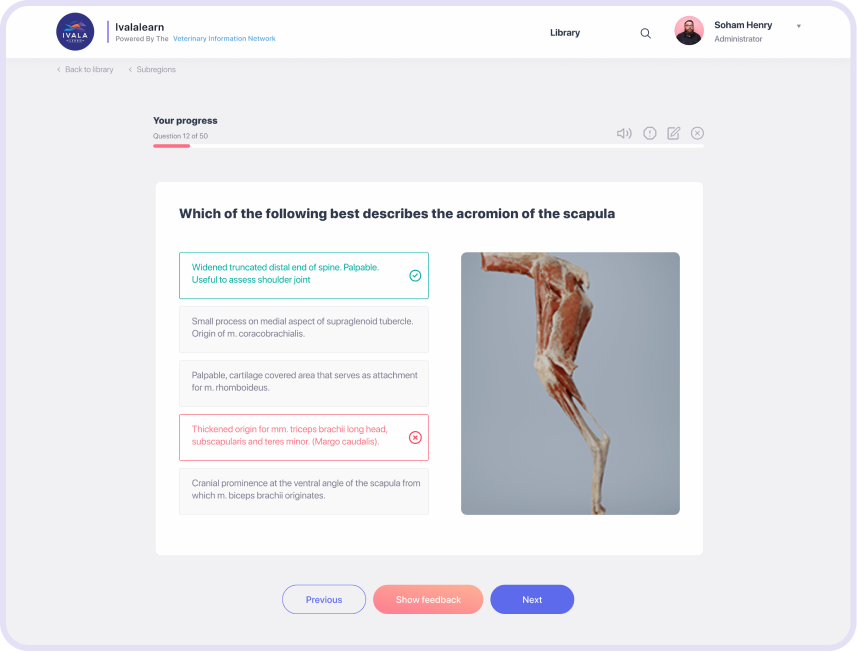 IVALA
Ivalalearn
Powered By The Veterinary Information Network
Library
Soham Henry
Administrator
Back to library
Subregions
Your progress
Question 12 of 50
Which of the following best describes the acromion of the scapula
Widened truncated distal end of spine. Palpable.
Useful to assess shoulder joint
Small process on medial aspect of supraglenoid tubercle.
Origin of m. coracobrachialis.
Palpable, cartilage covered area that serves as attachment
for m. rhomboideus.
Thickened origin for mm. triceps brachii long head,
subscapularis and teres minor. (Margo caudalis).
Cranial prominence at the ventral angle of the scapula from
which m. biceps brachii originates.
Previous
Show feedback
Next